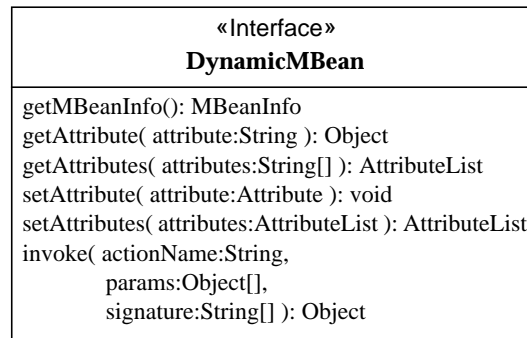 «Interface»
DynamicMBean
getMBeanInfo(): MBeanInfo
getAttribute( attribute:String ): Object
getAttributes( attributes:String[] ): AttributeList
setAttribute( attribute:Attribute ): void
setAttributes( attributes:AttributeList ): AttributeList
invoke( actionName:String,
params:Object[],
signature:String[] ): Object